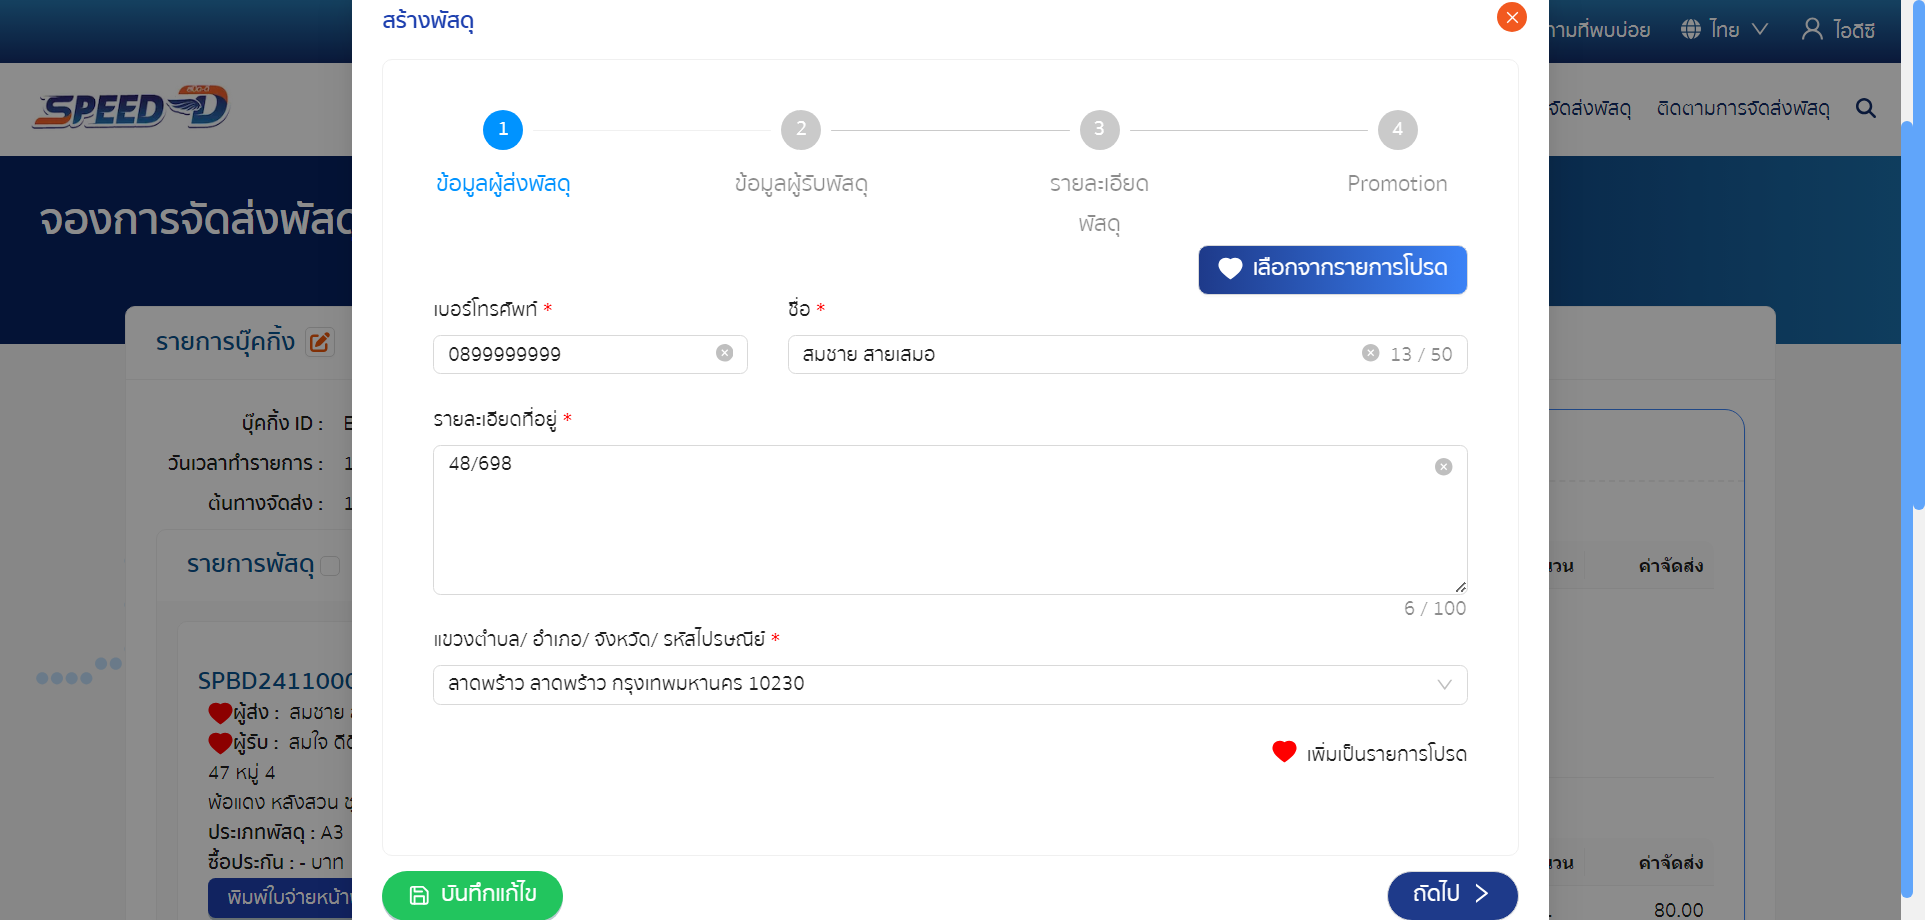 สร้างพัสดุ
ไทย
ไอดีซี
SPEED-D
จัดส่งพัสดุ
ติดตามการจัดส่งพัสดุ
1
2
3
4
ข้อมูลผู้ส่งพัสดุ
ข้อมูลผู้รับพัสดุ
รายละเอียด
พัสดุ
Promotion
จองการจัดส่งพัสดุ
เลือกจากรายการโปรด
เบอร์โทรศัพท์ *
ชื่อ *
รายการบุ๊คกิ้ง
0899999999
สมชาย สายเสมอ
13 / 50
รายละเอียดที่อยู่ *
บุ๊คกิ้ง ID :
วันเวลาทำรายการ :
48/698
ต้นทางจัดส่ง :
รายการพัสดุ
ค่าจัดส่ง
6 / 100
แขวงตำบล/ อำเภอ/ จังหวัด/ รหัสไปรษณีย์ *
SPBD2411000
ลาดพร้าว ลาดพร้าว กรุงเทพมหานคร 10230
ผู้ส่ง : สมชาย
ผู้รับ : สมใจ
เพิ่มเป็นรายการโปรด
47 หมู่ 4
พ้อแดง หลังสวน
ประเภทพัสดุ : A3
ซื้อประกัน : - บาท
ค่าจัดส่ง
บันทึกแก้ไข
ถัดไป
พิมพ์ใบจ่ายหน้า
80.00